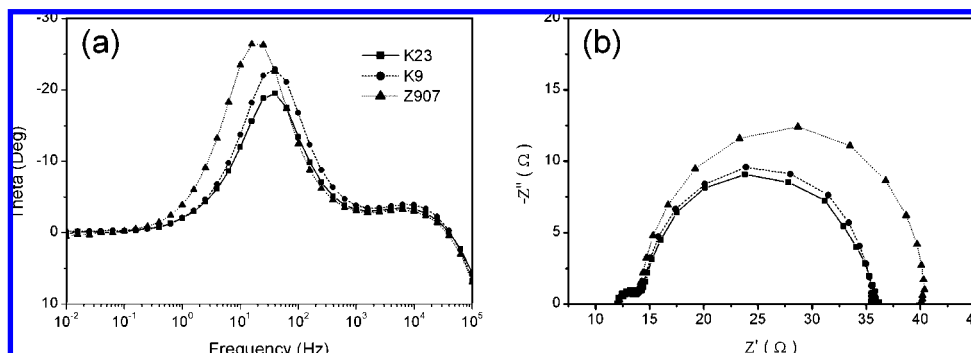 (a)
-30
-20
-10
0
10
Theta (Deg)
K23
K9
Z907
10-2 10-1 100 101 102 103 104 105
Frequency (Hz)
(b)
20
15
10
5
0
-Z'' (Ω)
10 15 20 25 30 35 40 45
Z' (Ω)